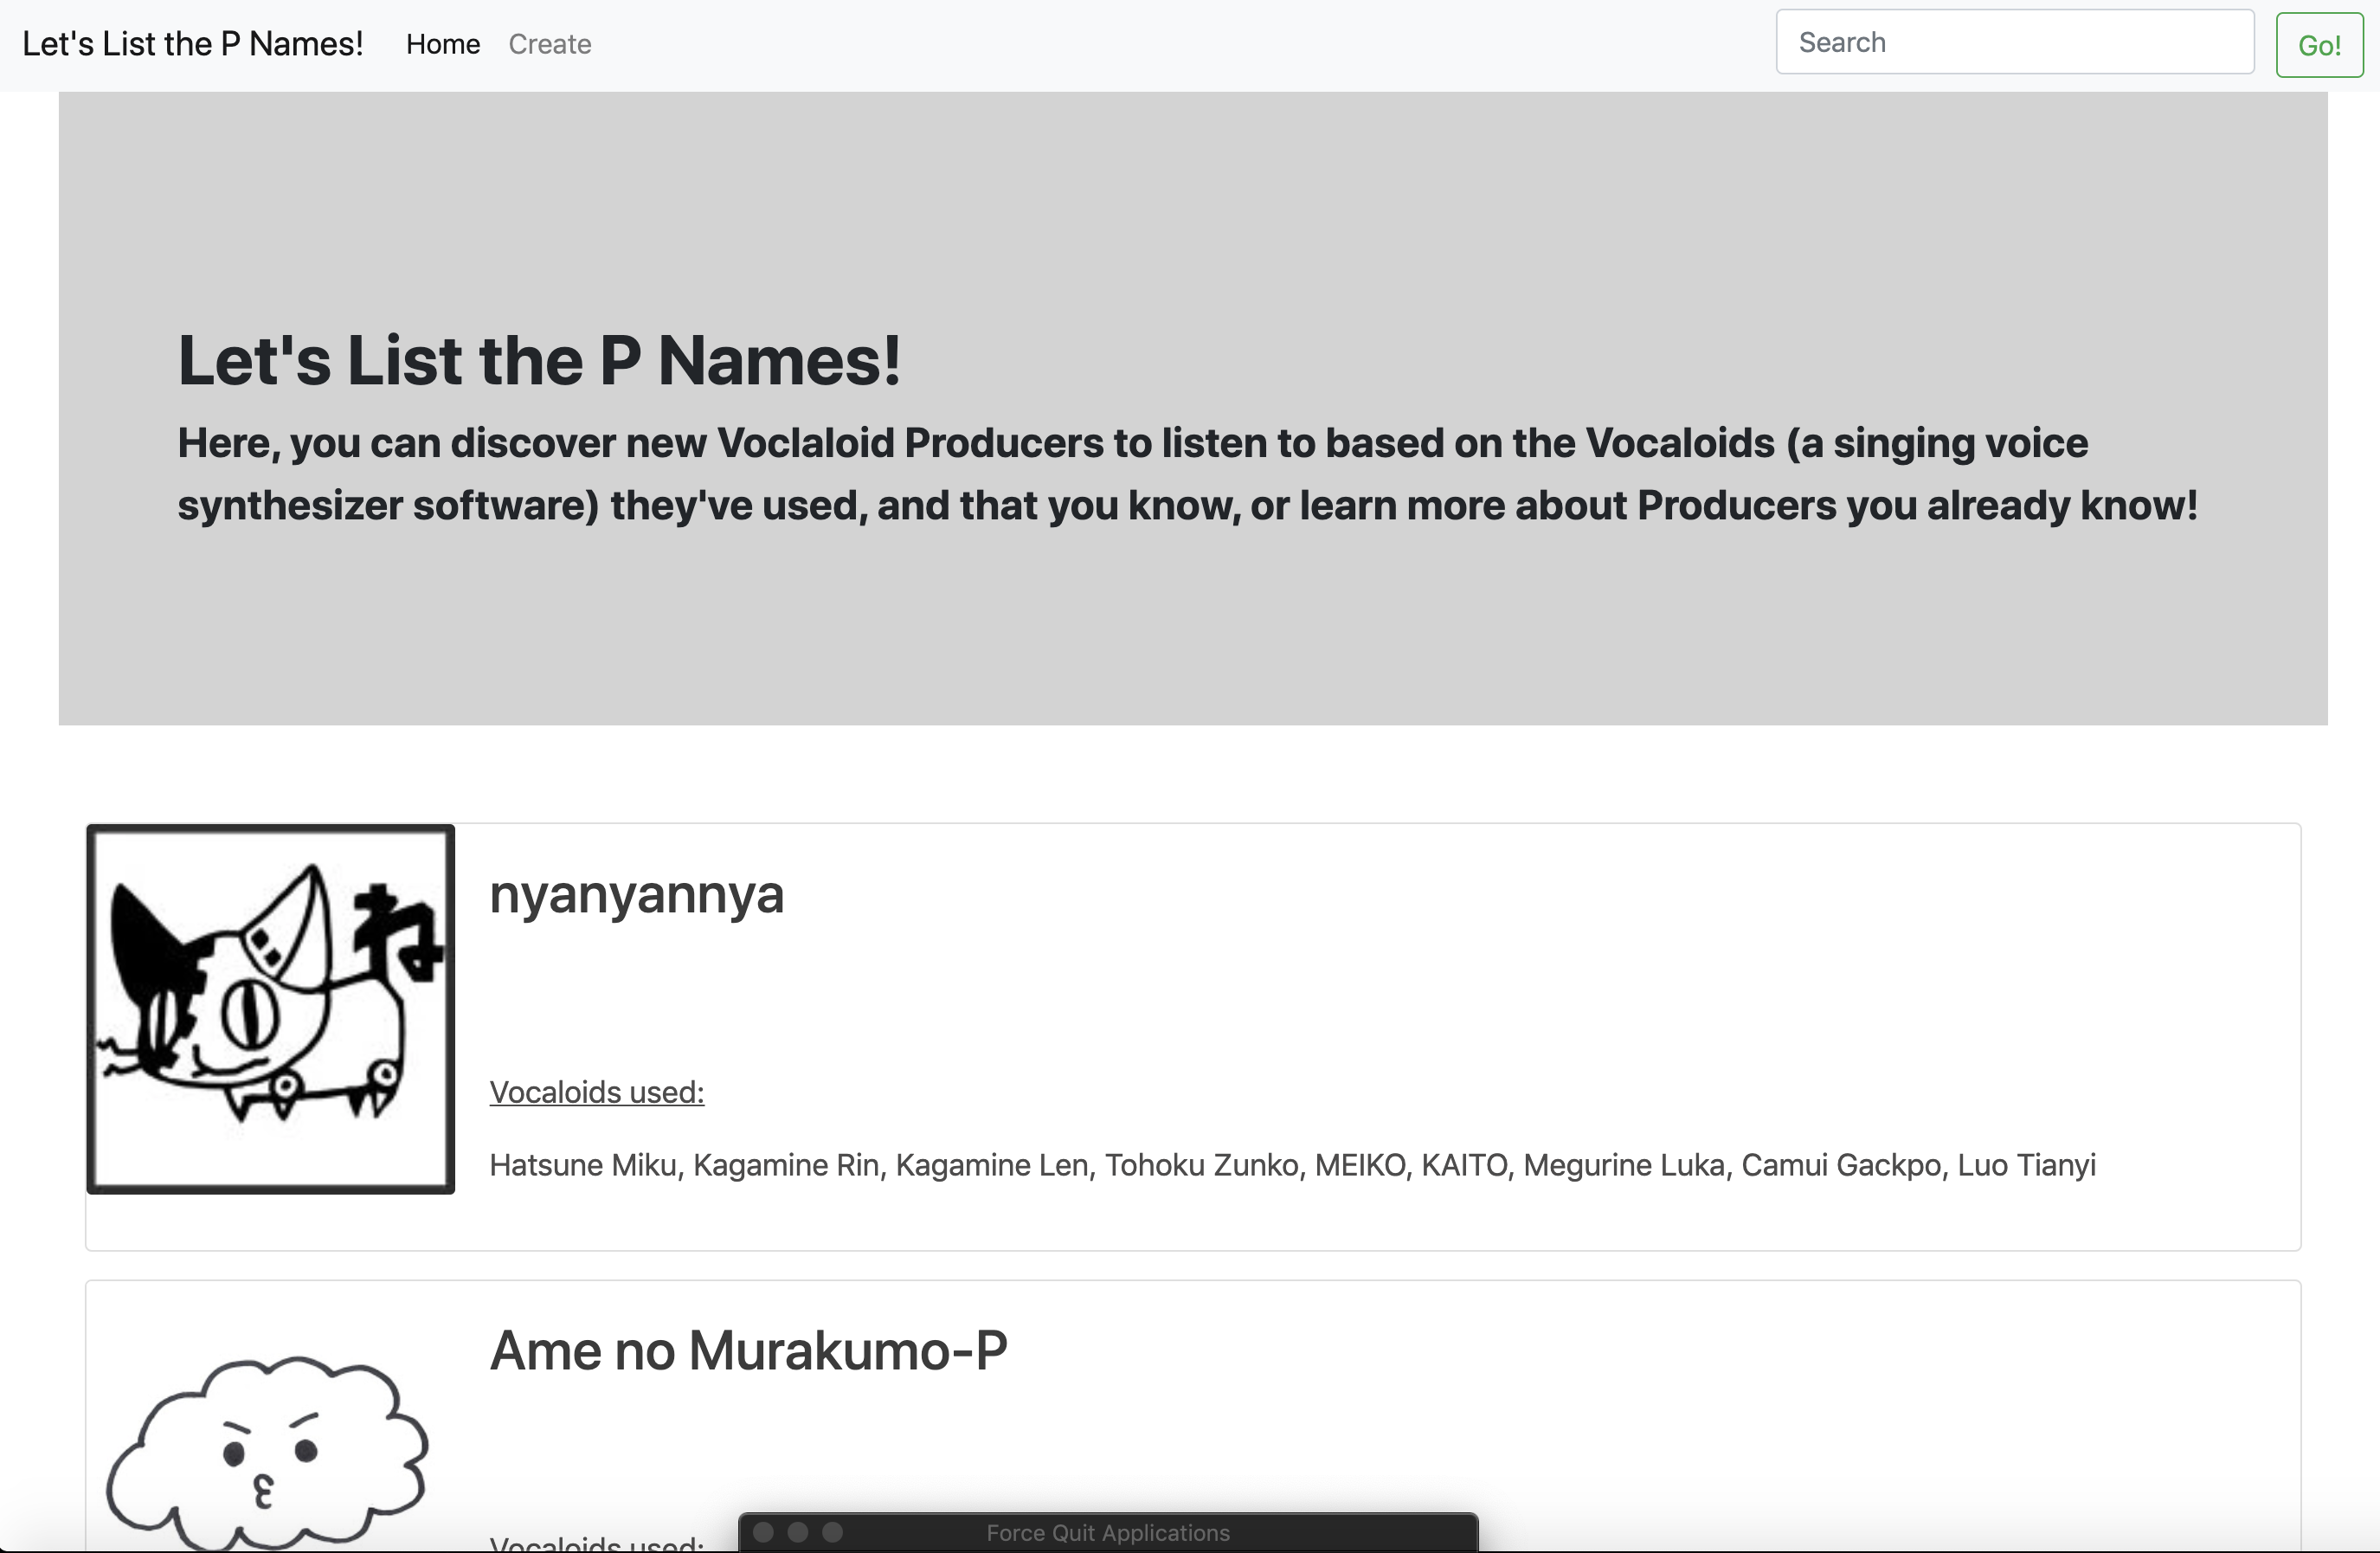 Let's List the P Names! Home Create Search Go!
Let's List the P Names!
Here, you can discover new Voclaloid Producers to listen to based on the Vocaloids (a singing voice
synthesizer software) they've used, and that you know, or learn more about Producers you already know!
ね
nyanyannya
Vocaloids used:
Hatsune Miku, Kagamine Rin, Kagamine Len, Tohoku Zunko, MEIKO, KAITO, Megurine Luka, Camui Gackpo, Luo Tianyi
Ame no Murakumo-P
Vocaloids used:
Force Quit Applications